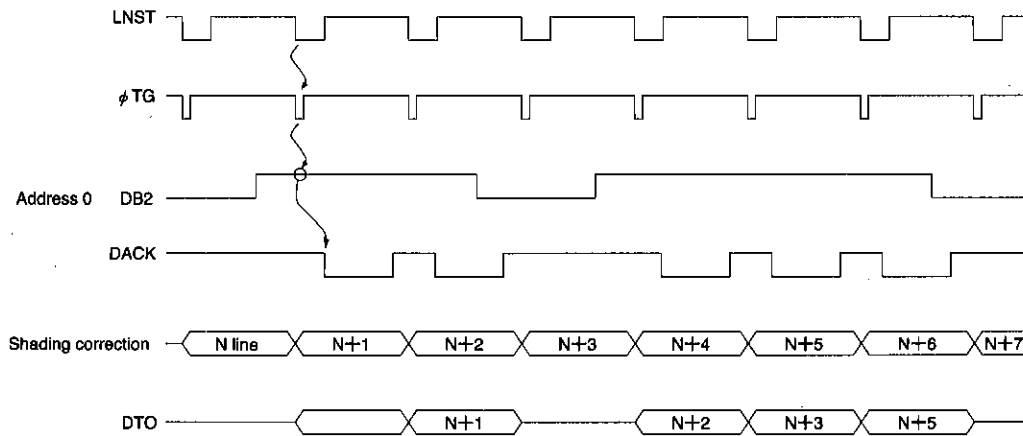 LNST
φ TG
Address 0 DB2
DACK
Shading correction N line N+1 N+2 N+3 N+4 N+5 N+6 N+7
DTO N+1 N+2 N+3 N+5